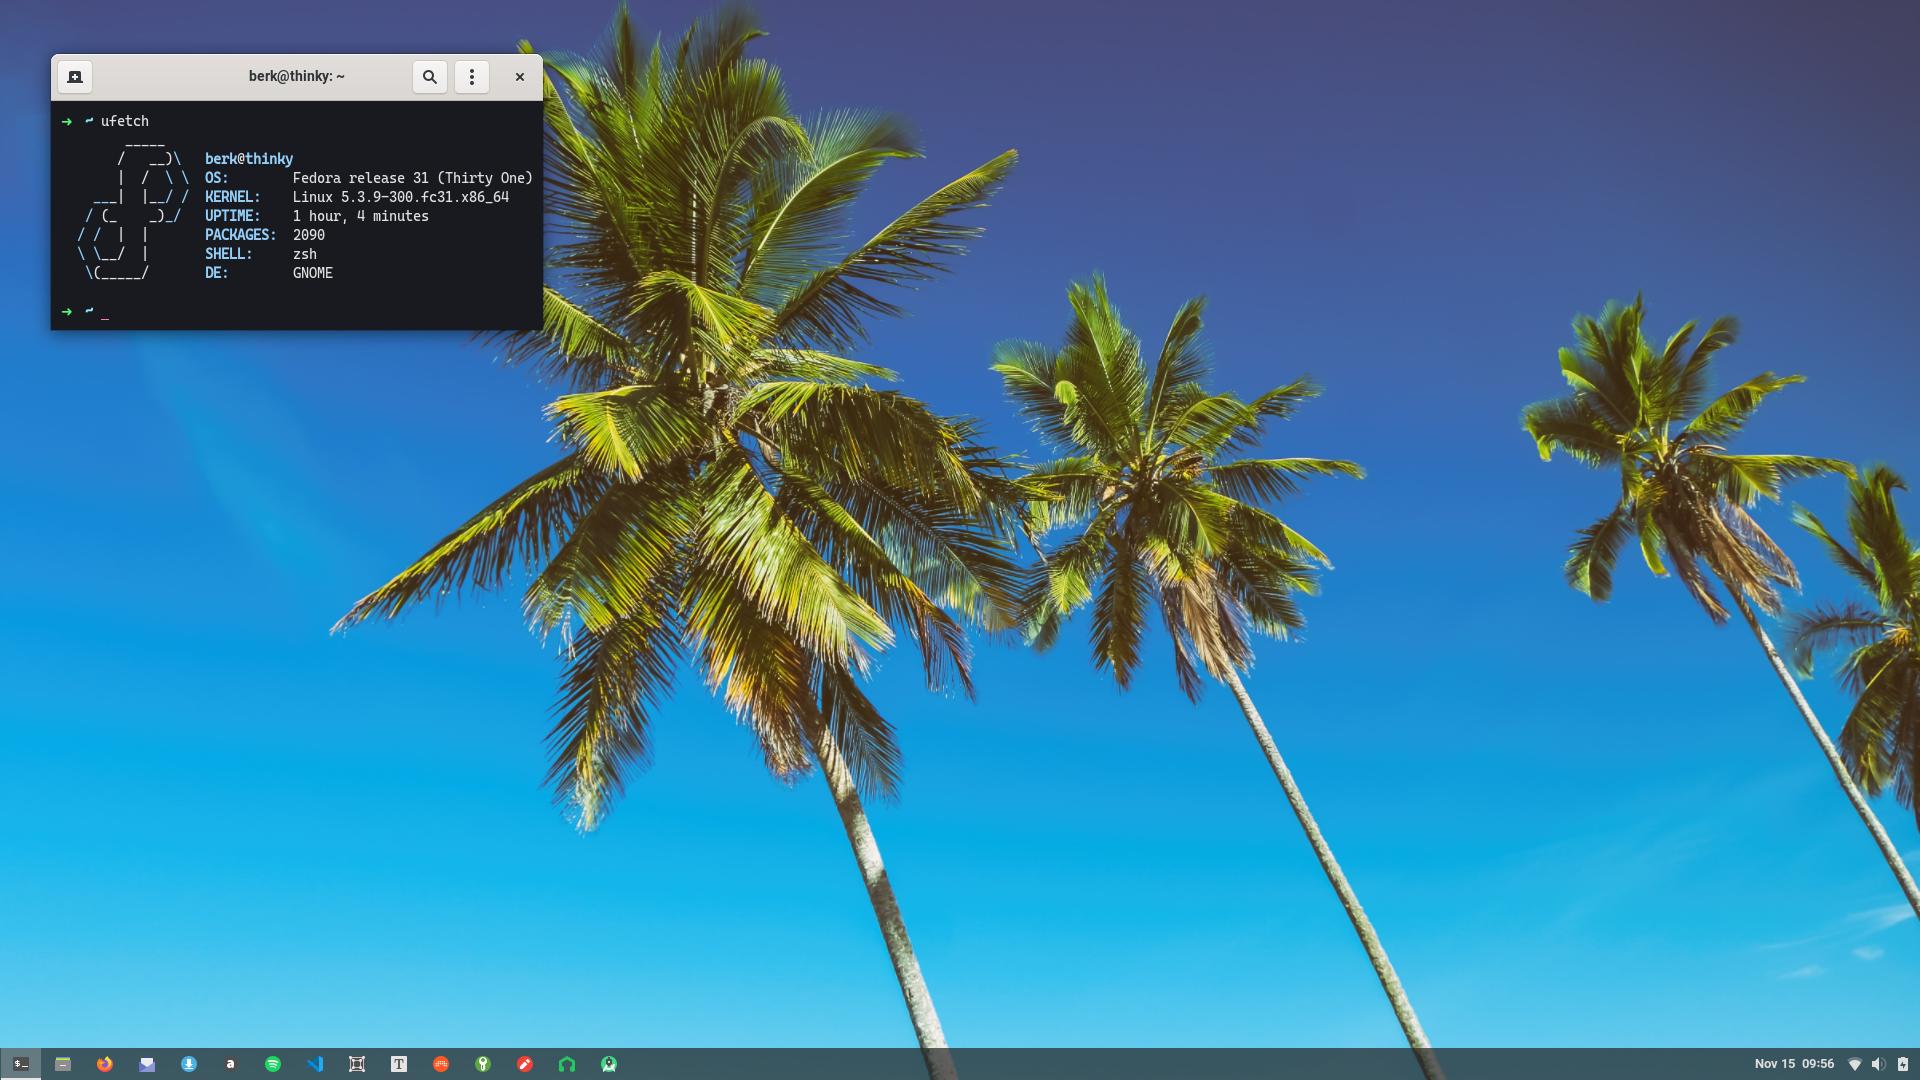 berk@thinky: ~
➜ ~ ufetch
berk@thinky
OS: Fedora release 31 (Thirty One)
KERNEL: Linux 5.3.9-300.fc31.x86_64
UPTIME: 1 hour, 4 minutes
PACKAGES: 2090
SHELL: zsh
DE: GNOME
➜ ~ _
a
T
Nov 15 09:56